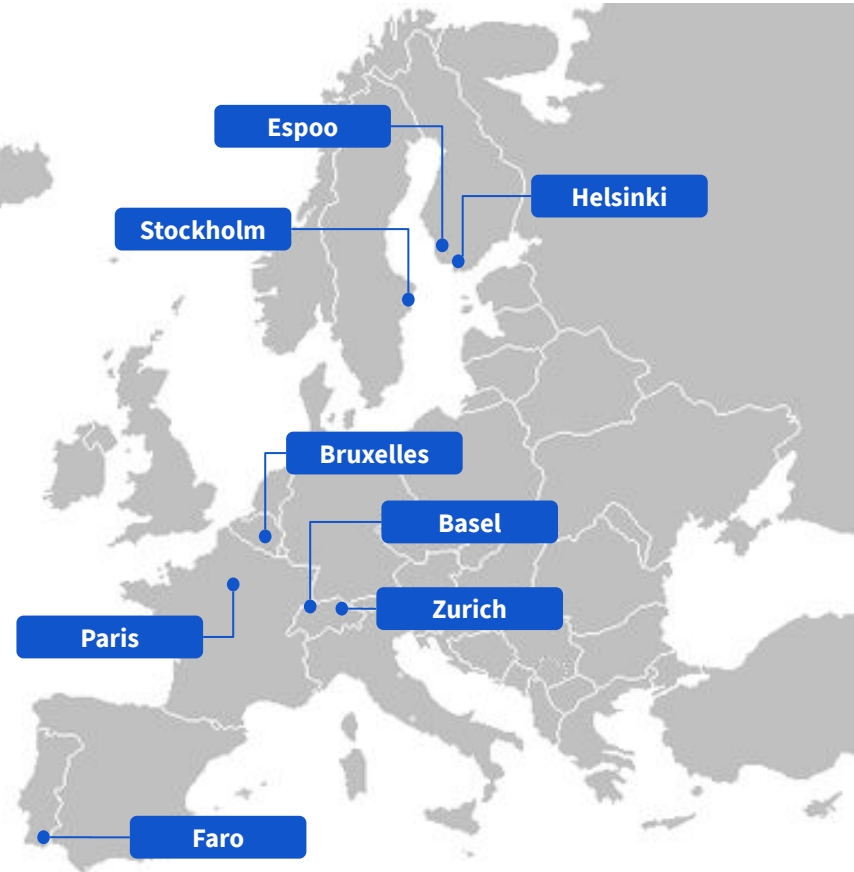 Espoo
Helsinki
Stockholm
Bruxelles
Basel
Zurich
Paris
Faro